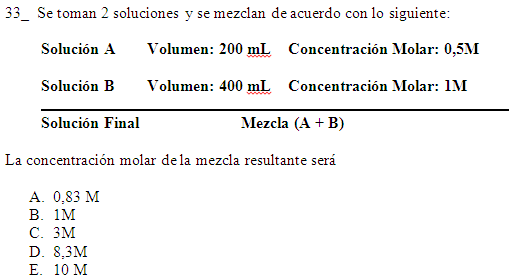 33_ Se toman 2 soluciones y se mezclan de acuerdo con lo siguiente:
Solución A Volumen: 200 mL Concentración Molar: 0,5M
Solución B Volumen: 400 mL Concentración Molar: 1M
Solución Final Mezcla (A + B)
La concentración molar de la mezcla resultante será
A. 0,83 M
B. 1M
C. 3M
D. 8,3M
E. 10 M